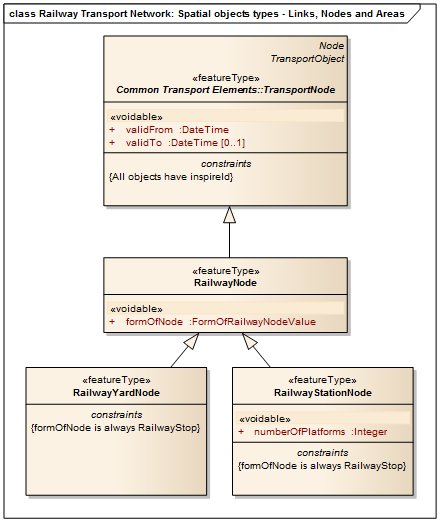 class Railway Transport Network: Spatial objects types - Links, Nodes and Areas
Node
TransportObject
«featureType»
Common Transport Elements::TransportNode
«voidable»
+ validFrom :DateTime
+ validTo :DateTime [0..1]
constraints
{All objects have inspireId}
«featureType»
RailwayNode
«voidable»
+ formOfNode :FormOfRailwayNodeValue
«featureType»
RailwayYardNode
constraints
{formOfNode is always RailwayStop}
«featureType»
RailwayStationNode
«voidable»
+ numberOfPlatforms :Integer
constraints
{formOfNode is always RailwayStop}